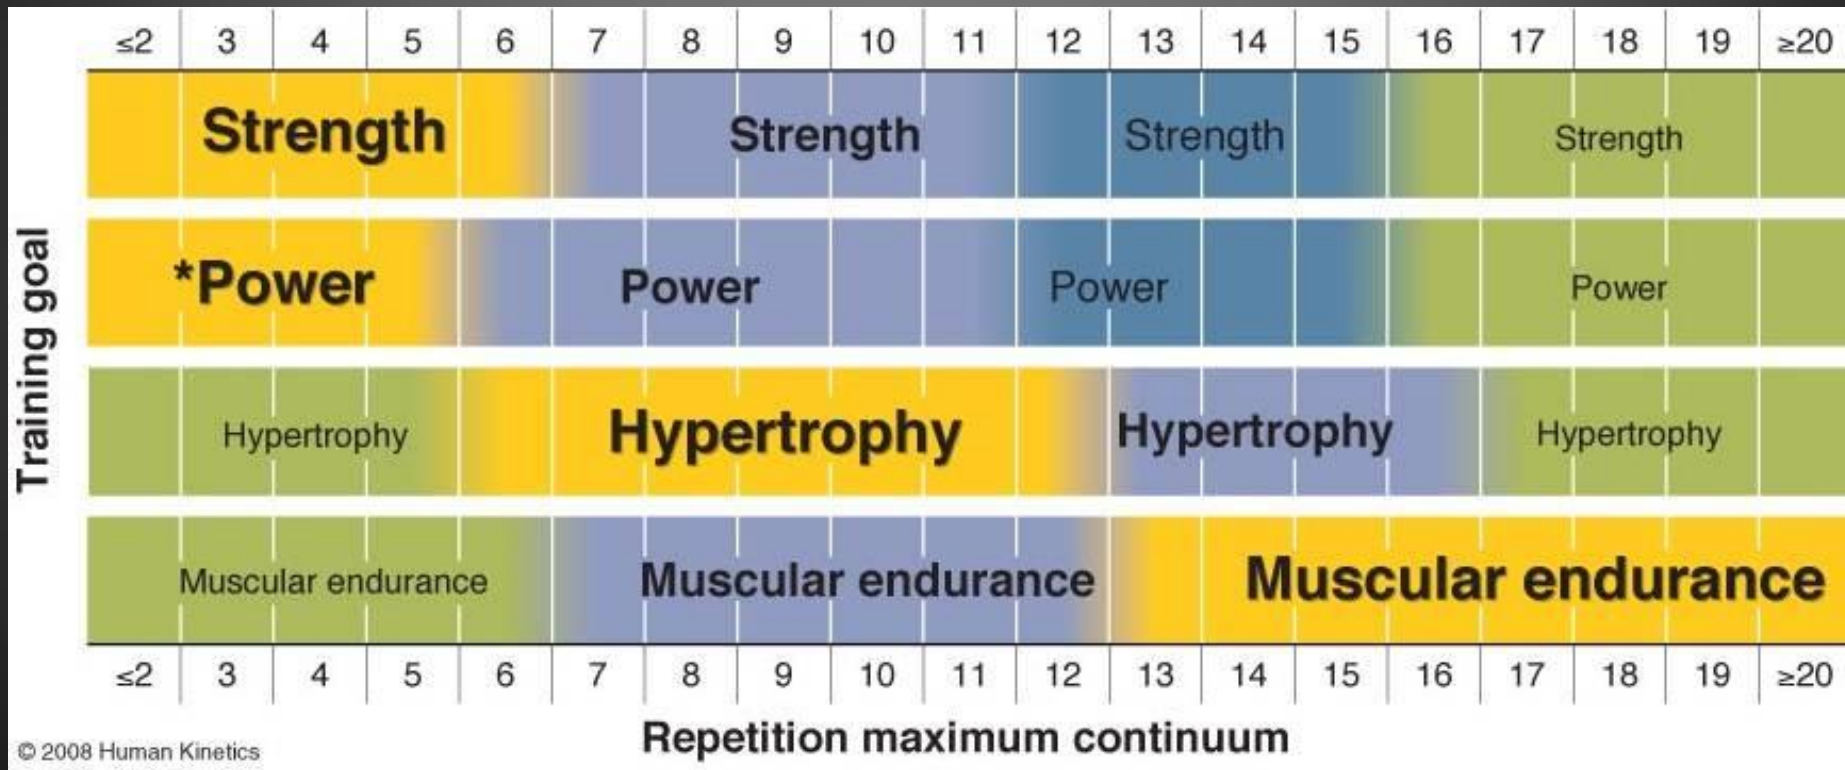 ≤2 3 4 5 6 7 8 9 10 11 12 13 14 15 16 17 18 19 ≥20
Training goal
Strength Strength Strength Strength
*Power Power Power Power
Hypertrophy Hypertrophy Hypertrophy Hypertrophy
Muscular endurance Muscular endurance Muscular endurance
≤2 3 4 5 6 7 8 9 10 11 12 13 14 15 16 17 18 19 ≥20
Repetition maximum continuum
© 2008 Human Kinetics